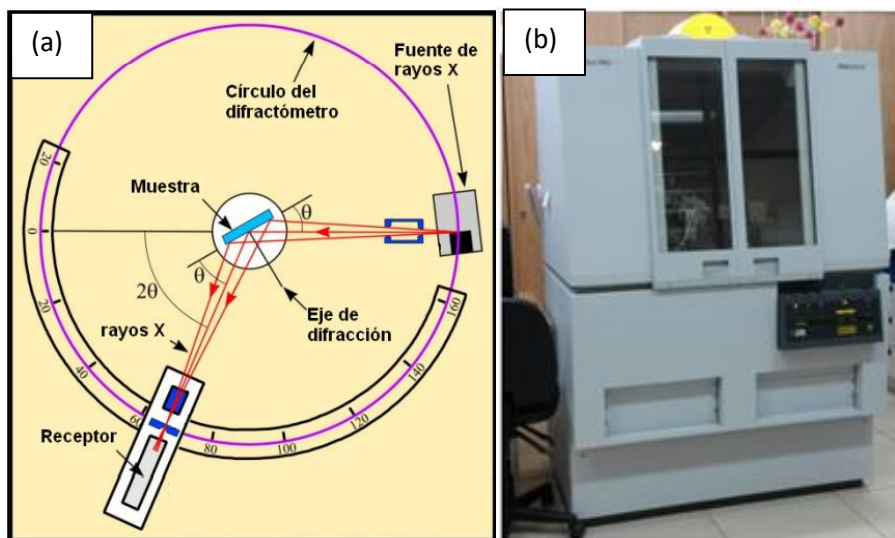 (a)
Fuente de
rayos X
Círculo del
difractómetro
Muestra
θ
θ
2θ
rayos X
Eje de
difracción
Receptor
20
0
20
40
60
80
100
120
140
160
(b)